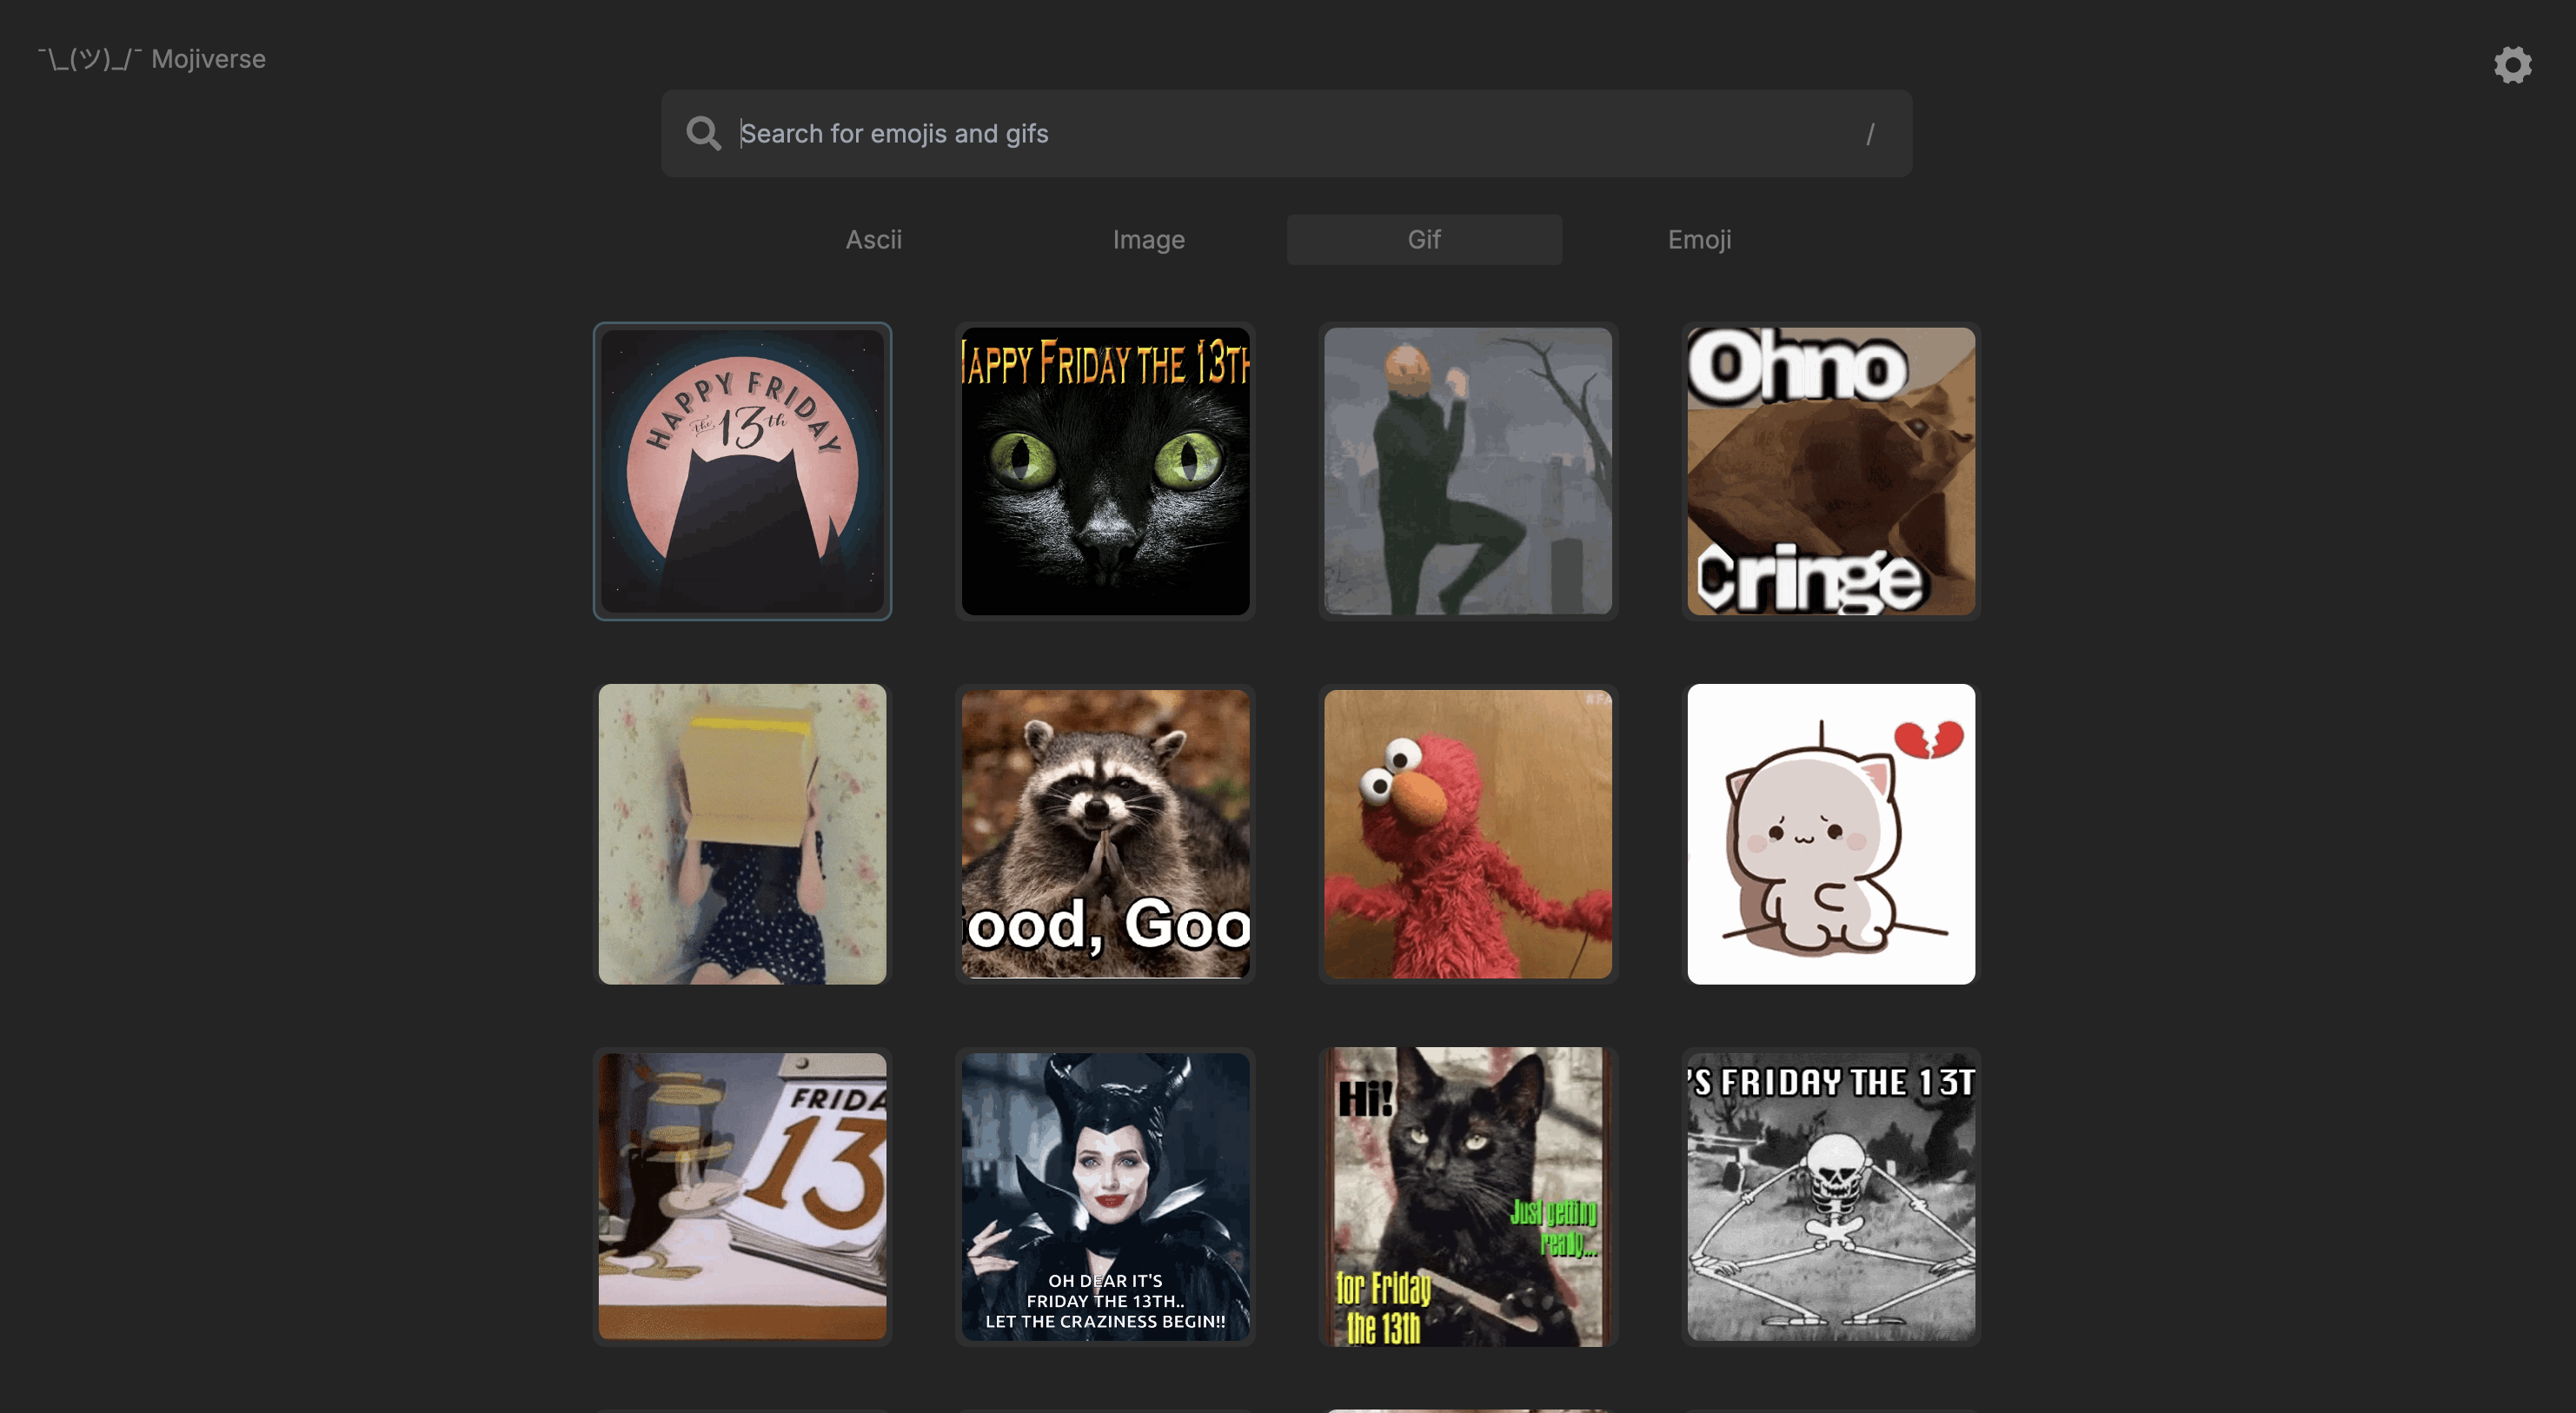 ¯\_(ツ)_/¯ Mojiverse
Search for emojis and gifs
/
Ascii
Image
Gif
Emoji
HAPPY FRIDAY
the 13th
HAPPY FRIDAY THE 13TH
Ohno
Cringe
ood, Goo
FRIDA
13
OH DEAR IT'S
FRIDAY THE 13TH..
LET THE CRAZINESS BEGIN!!
Hi!
Just getting
ready...
for Friday
the 13th
'S FRIDAY THE 13T